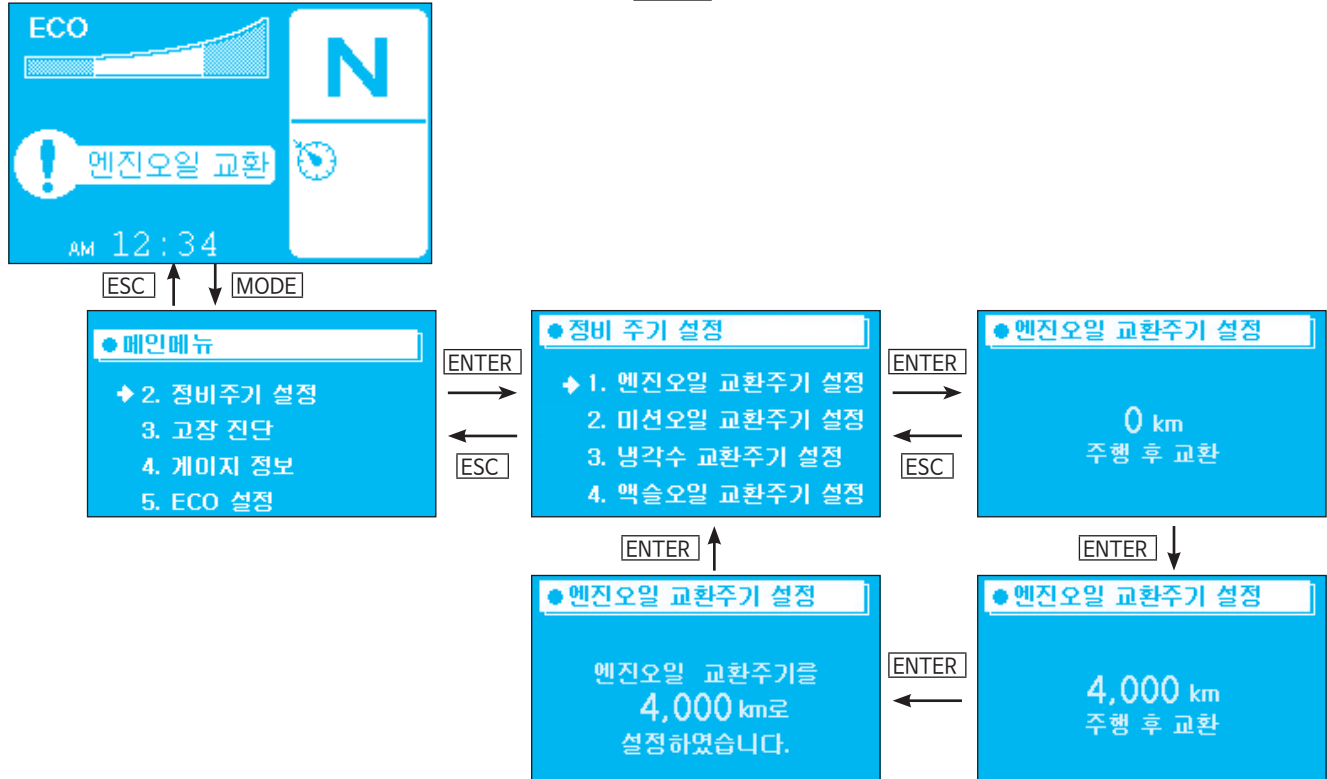 ECO
N
! 엔진오일 교환
AM 12:34
ESC
MODE
●메인메뉴
2. 정비주기 설정
3. 고장 진단
4. 게이지 정보
5. ECO 설정
ENTER
ESC
●정비 주기 설정
1. 엔진오일 교환주기 설정
2. 미션오일 교환주기 설정
3. 냉각수 교환주기 설정
4. 액슬오일 교환주기 설정
ENTER
ESC
●엔진오일 교환주기 설정
0 km
주행 후 교환
ENTER
●엔진오일 교환주기 설정
4,000 km
주행 후 교환
ENTER
●엔진오일 교환주기 설정
엔진오일 교환주기를
4,000 km로
설정하였습니다.
ENTER